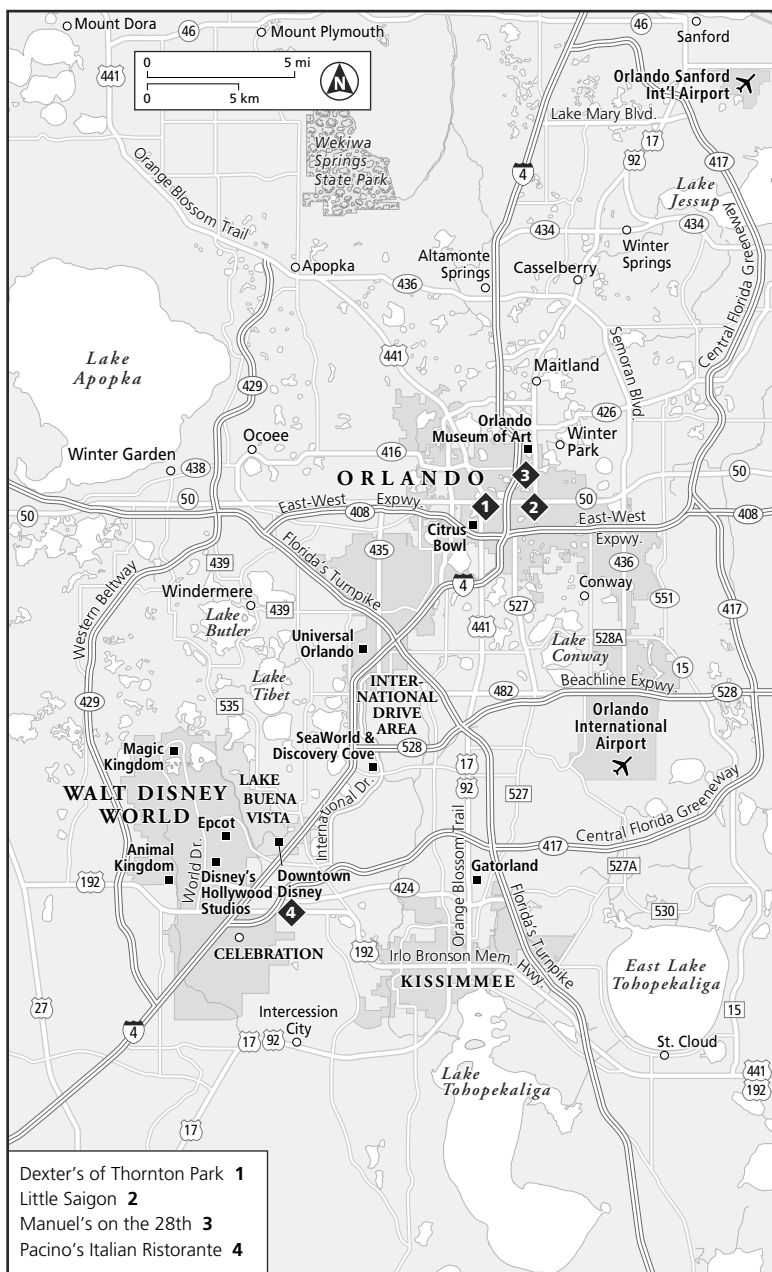 Mount Dora
46
Mount Plymouth
46
Sanford
441
0 5 mi
0 5 km
N
Orlando Sanford
Int'l Airport
Lake Mary Blvd.
17
92
417
4
Wekiwa
Springs
State Park
Orange Blossom Trail
Lake
Jessup
434
434
Winter
Springs
Altamonte
Springs
Casselberry
Apopka
436
Central Florida Greeneway
Semoran Blvd.
441
Lake
Apopka
429
Maitland
426
Orlando
Museum of Art
Winter
Park
Ocoee
416
Winter Garden
438
ORLANDO
3
50
50
50
50
East-West Expwy.
408
1
2
Citrus
Bowl
East-West
Expwy.
408
439
435
436
Florida's Turnpike
4
Conway
Western Beltway
Windermere
439
Lake
Butler
527
551
417
441
528A
Lake
Conway
15
Universal
Orlando
Lake
Tibet
INTER-
NATIONAL
DRIVE
AREA
482
Beachline Expwy.
528
429
535
Orlando
International
Airport
SeaWorld &
Discovery Cove
528
Magic
Kingdom
17
92
LAKE
BUENA
VISTA
International Dr.
WALT DISNEY
WORLD
527
Epcot
World Dr.
417
Central Florida Greeneway
Animal
Kingdom
Orange Blossom Trail
Gatorland
527A
192
Disney's
Hollywood
Studios
Downtown
Disney
424
4
530
CELEBRATION
192
Irlo Bronson Mem. Hwy.
Florida's Turnpike
KISSIMMEE
East Lake
Tohopekaliga
27
15
4
Intercession
City
17
92
St. Cloud
Lake
Tohopekaliga
441
192
17
Dexter's of Thornton Park 1
Little Saigon 2
Manuel's on the 28th 3
Pacino's Italian Ristorante 4